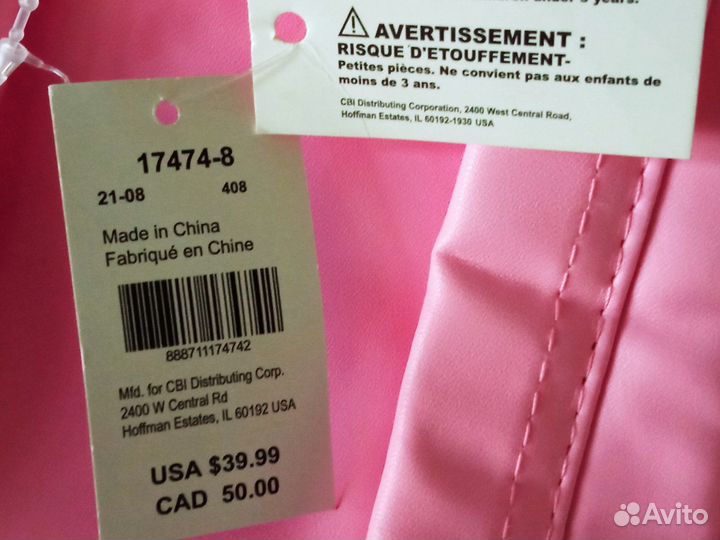 under 3 years.
AVERTISSEMENT :
RISQUE D'ETOUFFEMENT-
Petites pièces. Ne convient pas aux enfants de
moins de 3 ans.
CBI Distributing Corporation, 2400 West Central Road,
Hoffman Estates, IL 60192-1930 USA
17474-8
21-08 408
Made in China
Fabriqué en Chine
888711174742
Mfd. for CBI Distributing Corp.
2400 W Central Rd
Hoffman Estates, IL 60192 USA
USA $39.99
CAD 50.00
Avito